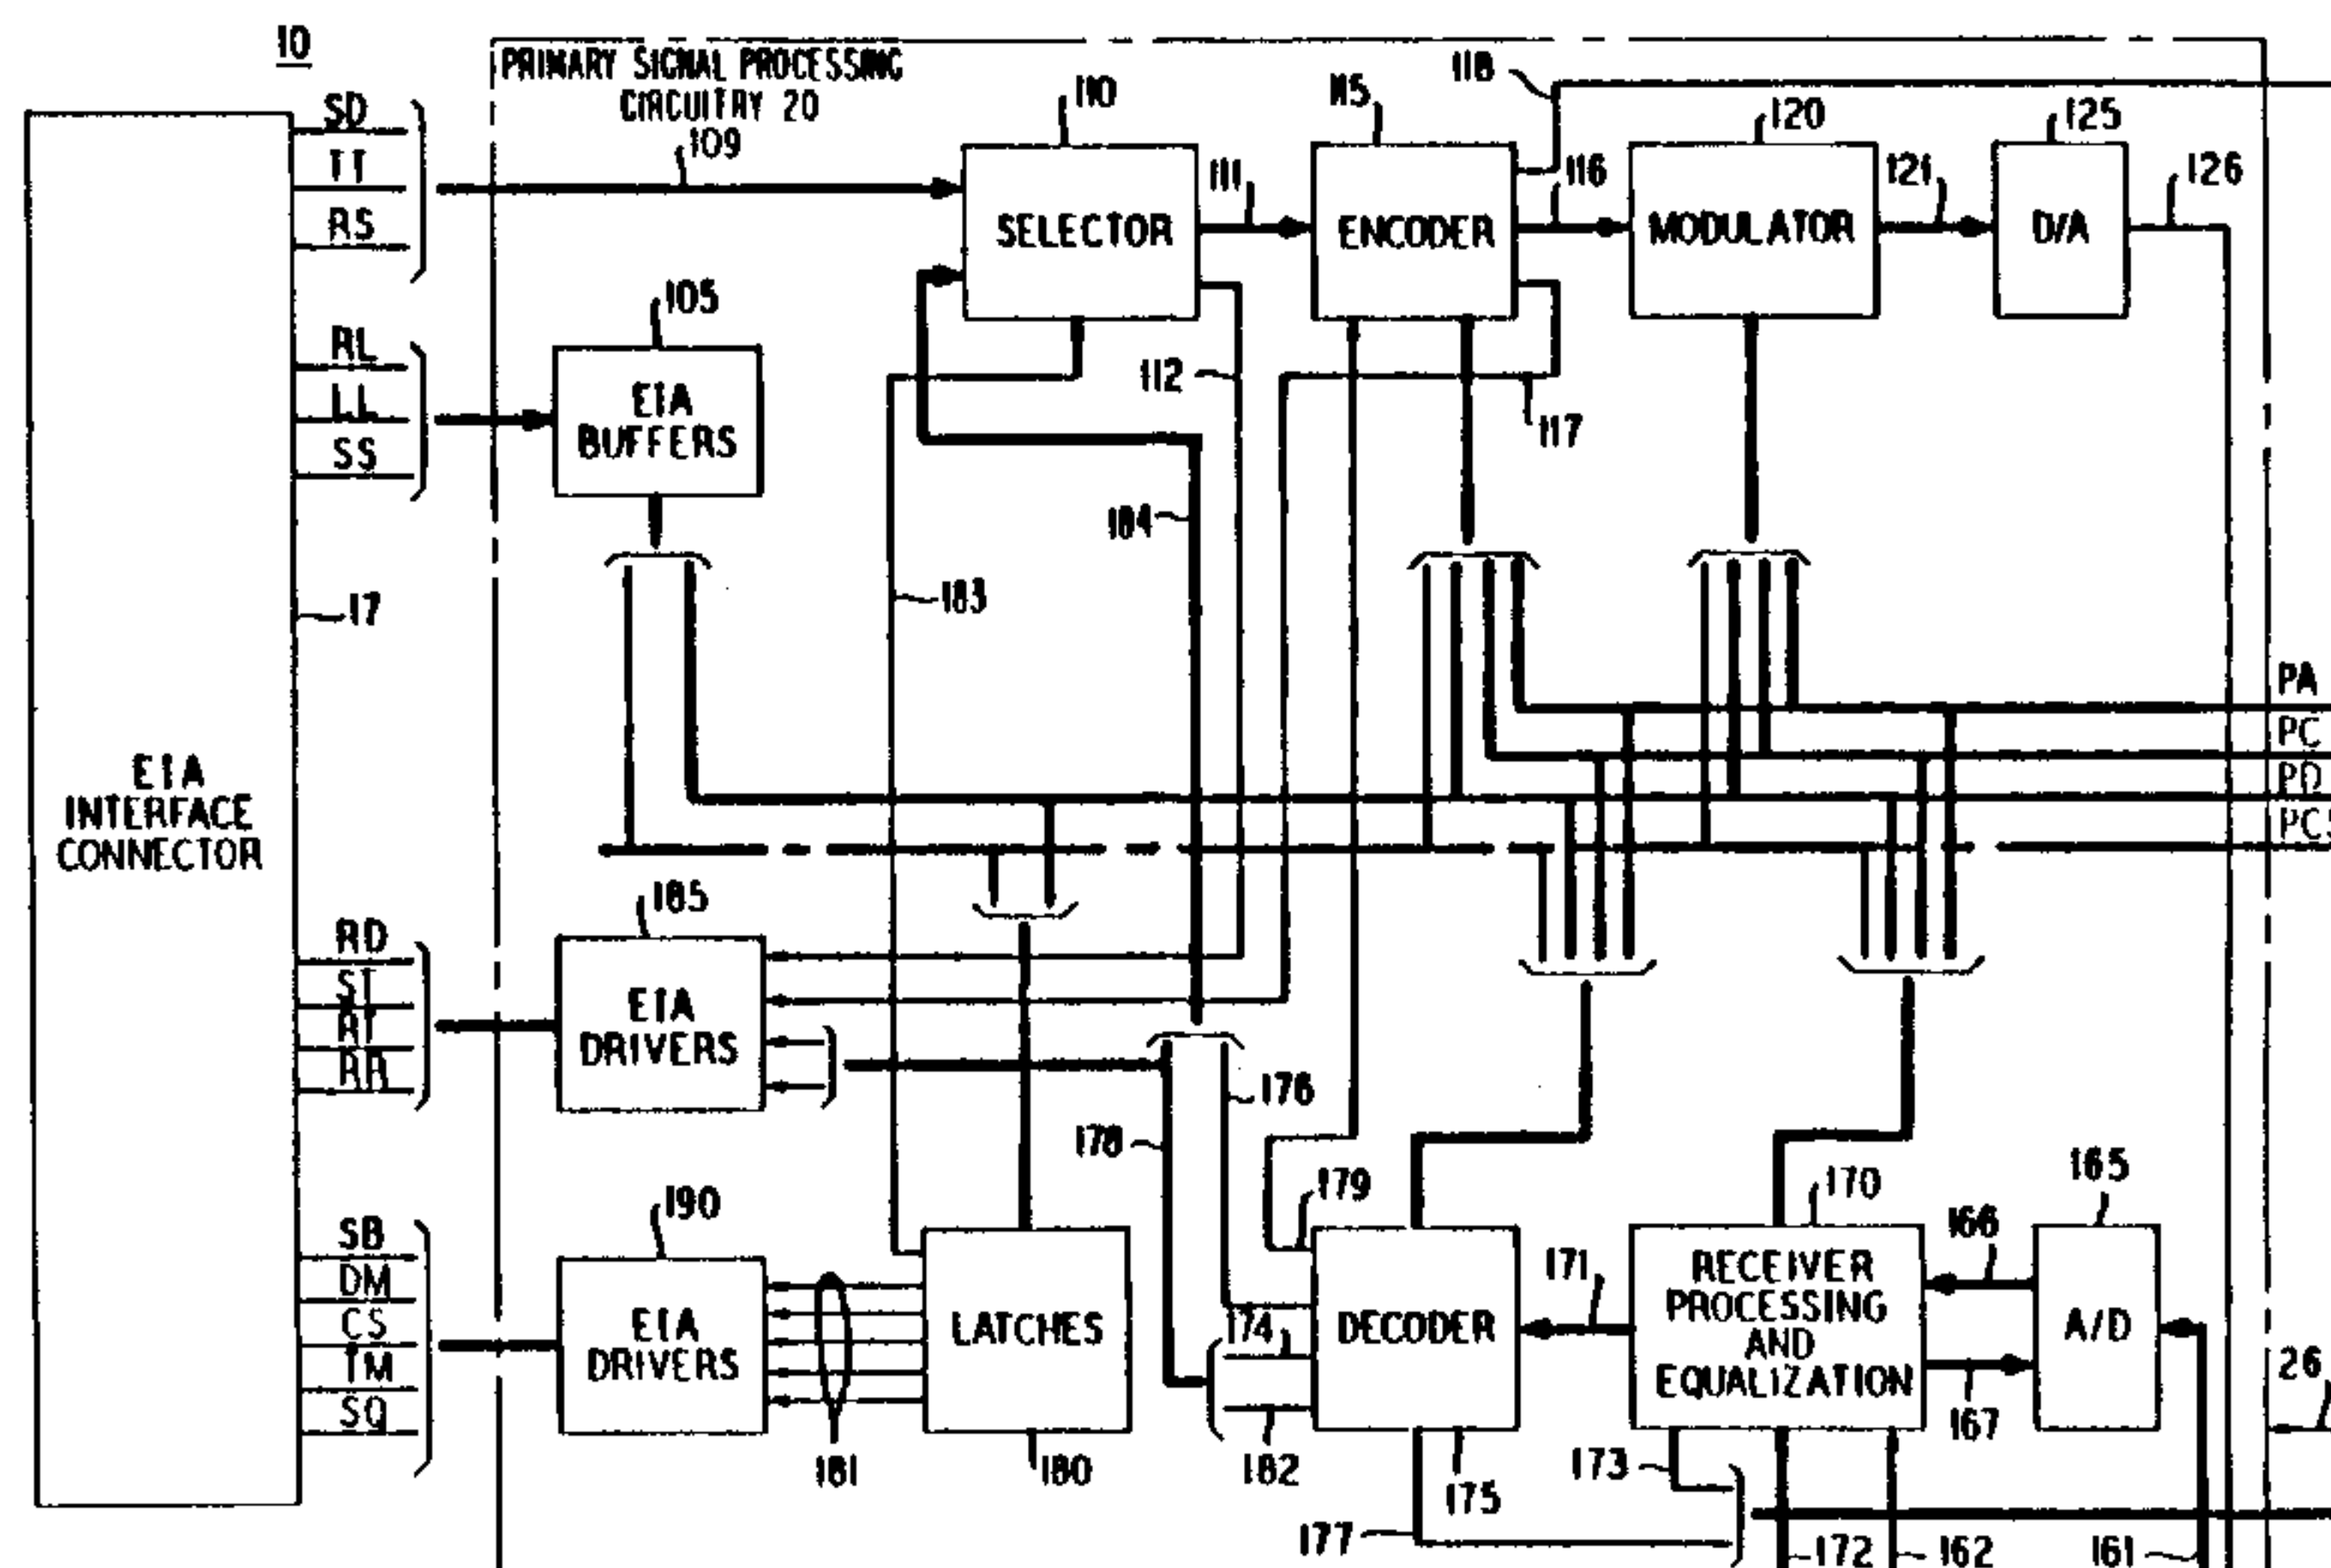 10
PRIMARY SIGNAL PROCESSING
CIRCUITRY 20
109
110
115
118
120
125
SD
TT
RS
111
116
121
126
SELECTOR
ENCODER
MODULATOR
D/A
105
RL
LL
SS
EIA
BUFFERS
112
117
184
183
17
PA
PC
PD
PCS
EIA
INTERFACE
CONNECTOR
185
RD
ST
RT
RR
EIA
DRIVERS
176
178
179
190
170
165
SB
DM
CS
TM
SQ
EIA
DRIVERS
LATCHES
174
DECODER
171
RECEIVER
PROCESSING
AND
EQUALIZATION
166
167
A/D
26
181
180
182
175
173
177
172
162
161